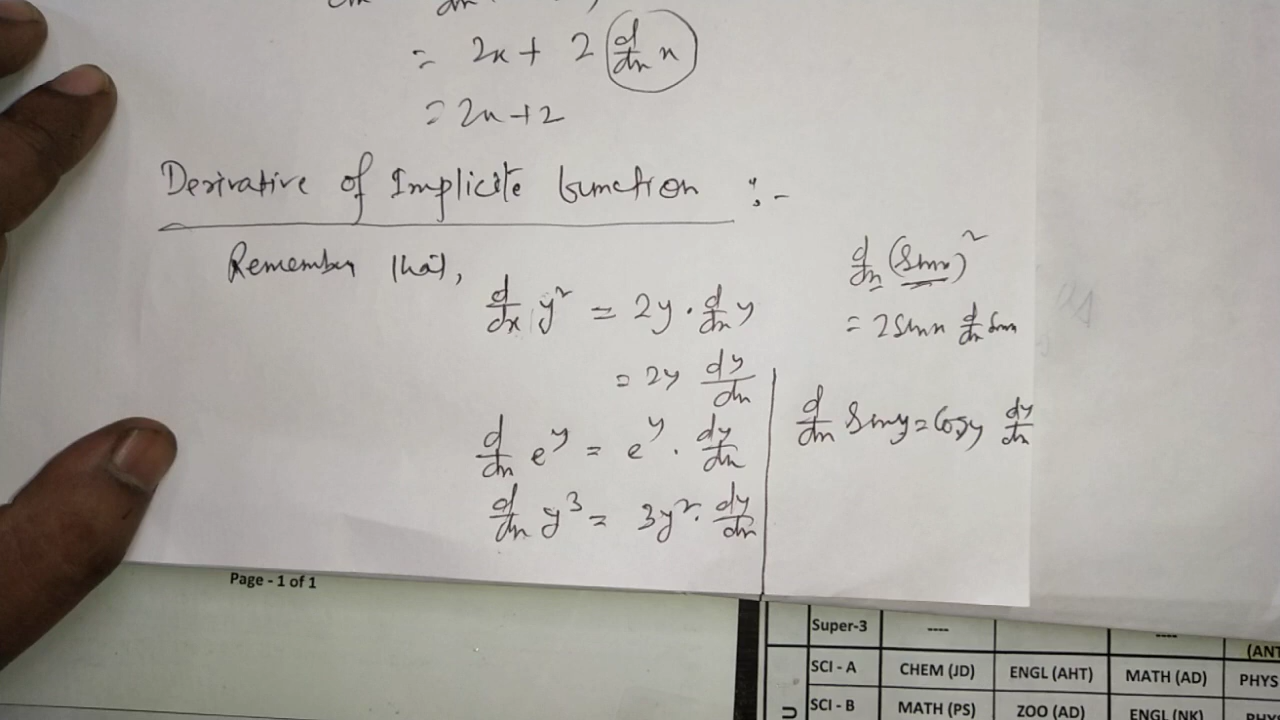 = 2x + 2 (d/dx x)
= 2x + 2
Derivative of Implicite function :-
Remember that,
d/dx y² = 2y · d/dx y
= 2y dy/dx
d/dx e^y = e^y · dy/dx
d/dx y³ = 3y² · dy/dx
d/dx (Sinx)²
= 2Sinx d/dx Sinx
d/dx Siny = Cosy dy/dx
Page - 1 of 1
Super-3 ---- ----
(ANT
SCI - A CHEM (JD) ENGL (AHT) MATH (AD) PHYS
SCI - B MATH (PS) ZOO (AD) ENGL (NK)